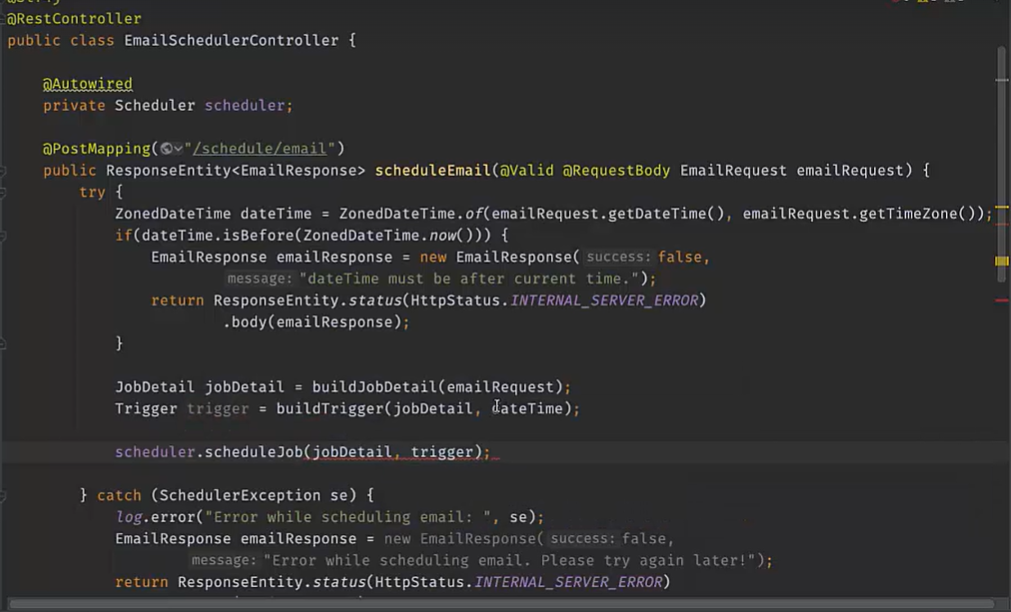 @RestController
public class EmailSchedulerController {
@Autowired
private Scheduler scheduler;
@PostMapping("/schedule/email")
public ResponseEntity<EmailResponse> scheduleEmail(@Valid @RequestBody EmailRequest emailRequest) {
try {
ZonedDateTime dateTime = ZonedDateTime.of(emailRequest.getDateTime(), emailRequest.getTimeZone());
if(dateTime.isBefore(ZonedDateTime.now())) {
EmailResponse emailResponse = new EmailResponse( success: false,
message: "dateTime must be after current time.");
return ResponseEntity.status(HttpStatus.INTERNAL_SERVER_ERROR)
.body(emailResponse);
}
JobDetail jobDetail = buildJobDetail(emailRequest);
Trigger trigger = buildTrigger(jobDetail, dateTime);
scheduler.scheduleJob(jobDetail, trigger);
} catch (SchedulerException se) {
log.error("Error while scheduling email: ", se);
EmailResponse emailResponse = new EmailResponse( success: false,
message: "Error while scheduling email. Please try again later!");
return ResponseEntity.status(HttpStatus.INTERNAL_SERVER_ERROR)